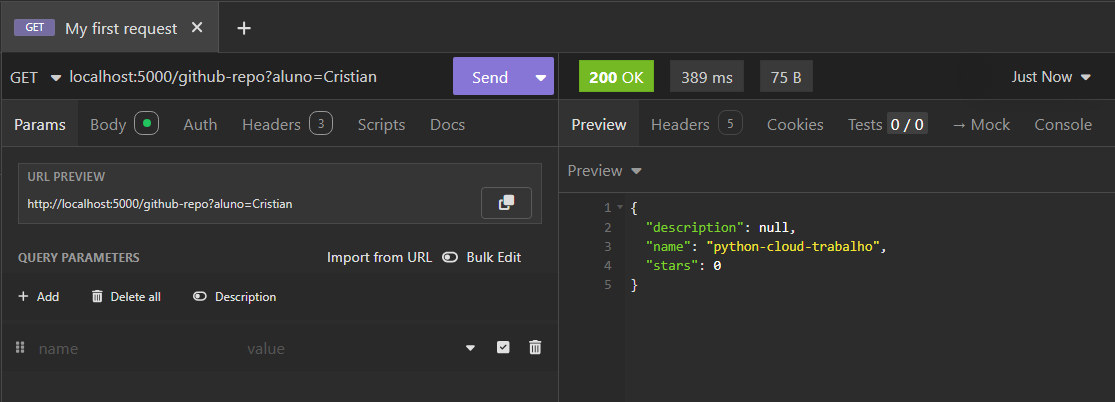 GET My first request × +
GET localhost:5000/github-repo?aluno=Cristian Send
200 OK 389 ms 75 B Just Now
Params Body Auth Headers 3 Scripts Docs
Preview Headers 5 Cookies Tests 0 / 0 → Mock Console
URL PREVIEW
http://localhost:5000/github-repo?aluno=Cristian
QUERY PARAMETERS Import from URL Bulk Edit
+ Add Delete all Description
name value
Preview
1 {
2 "description": null,
3 "name": "python-cloud-trabalho",
4 "stars": 0
5 }